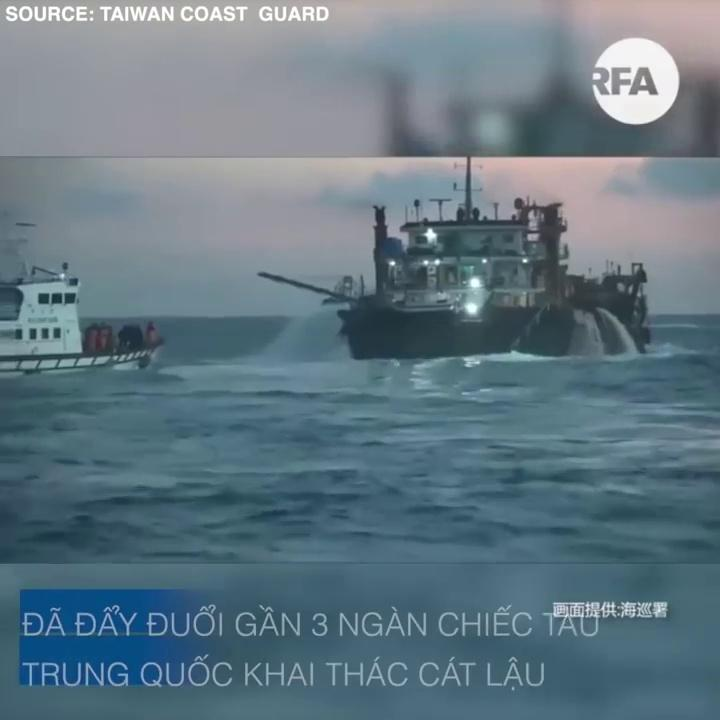 SOURCE: TAIWAN COAST GUARD
RFA
ĐÃ ĐẨY ĐUỔI GẦN 3 NGÀN CHIẾC TÀU
画面提供:海巡署
TRUNG QUỐC KHAI THÁC CÁT LẬU